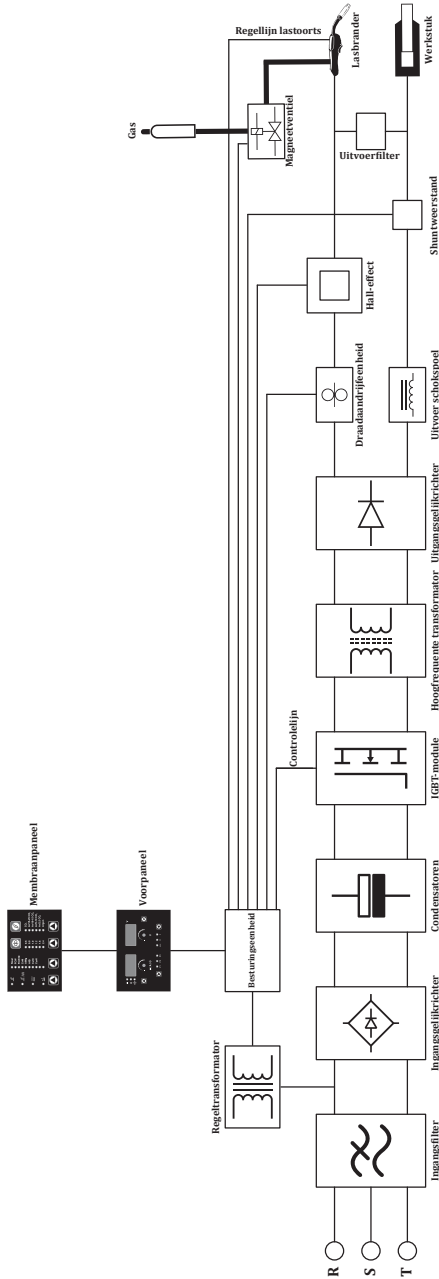 Membraanpaneel
Voorpaneel
Gas
Regellijn lastoorts
Magneetventiel
Lasbrander
Werkstuk
Uitvoerfilter
Shuntweerstand
Hall-effect
Draadaandrijfeenheid
Uitvoer schokspoel
Uitgangsgelijkrichter
Hoogfrequente transformator
Controlelijn
IGBT-module
Besturingseenheid
Condensatoren
Regeltransformator
Ingangsgelijkrichter
Ingangsfilter
R
S
T